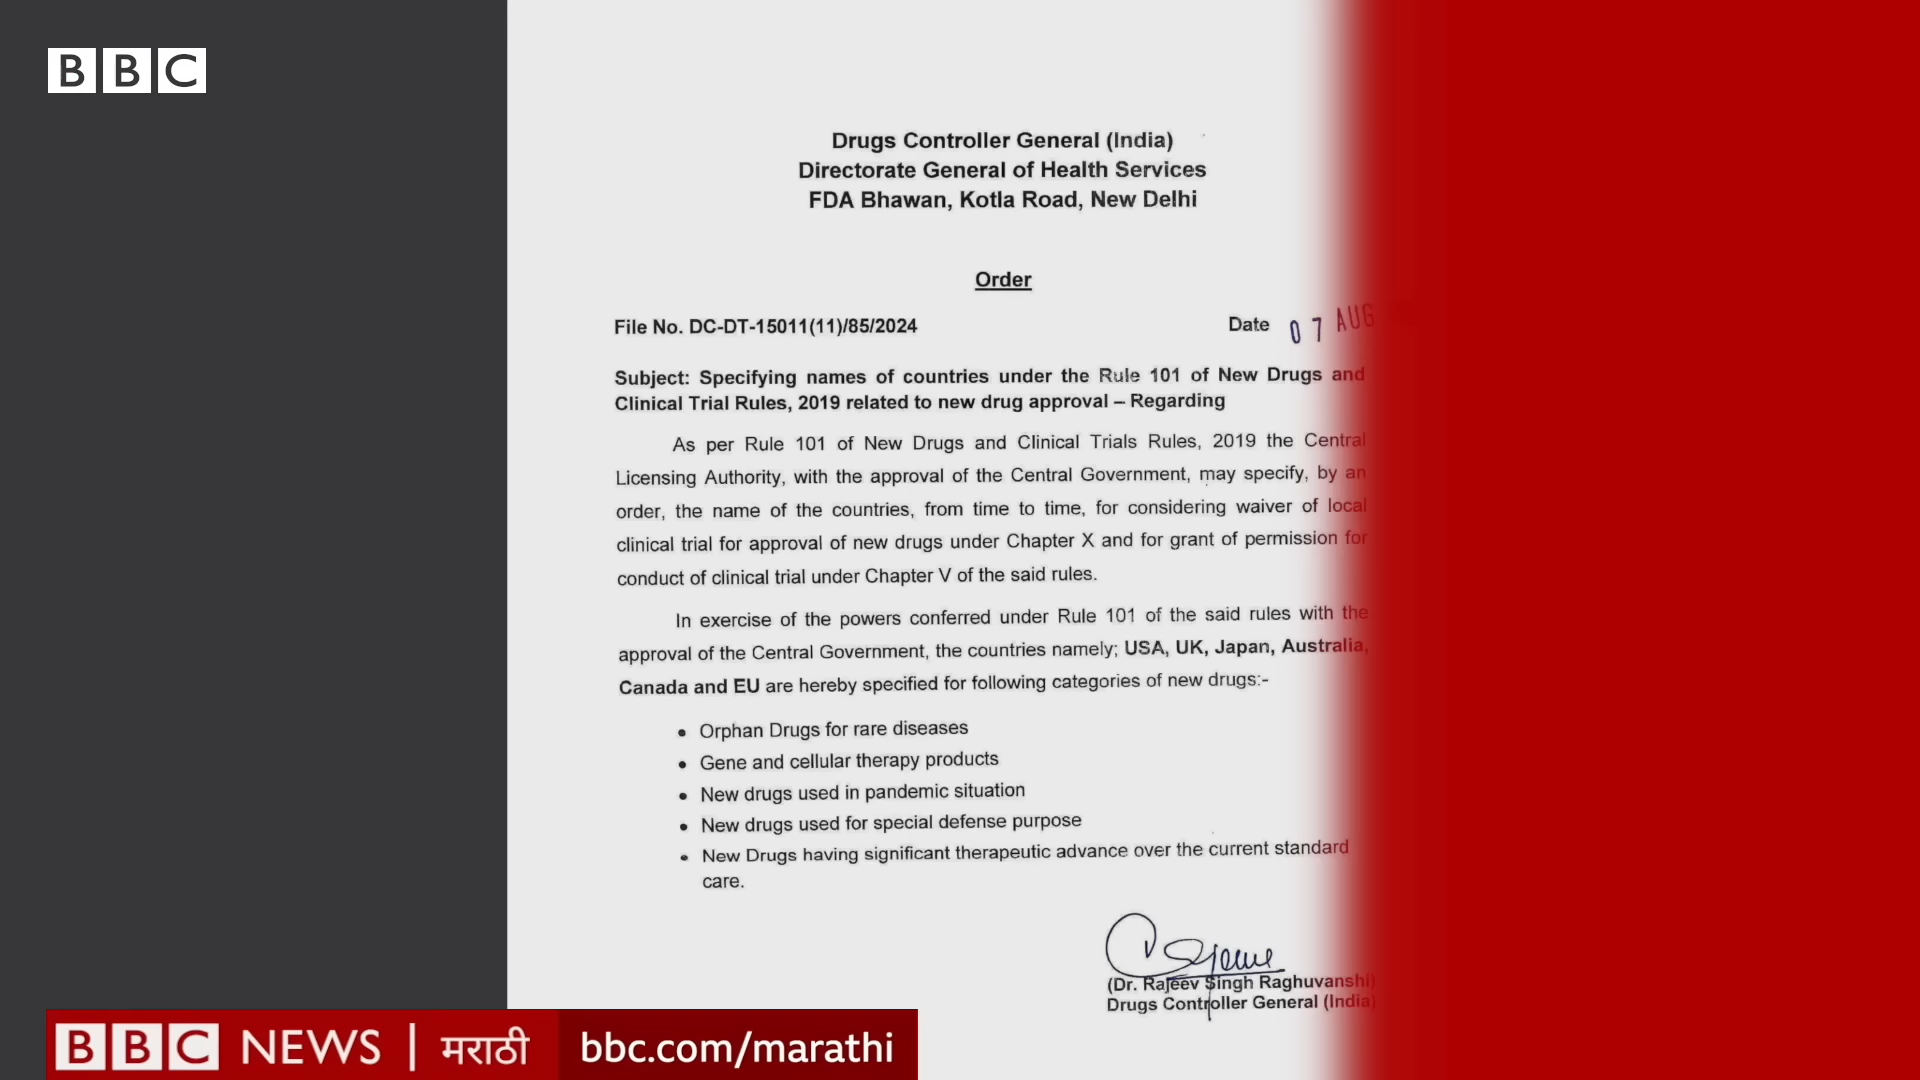 BBC
Drugs Controller General (India)
Directorate General of Health Services
FDA Bhawan, Kotla Road, New Delhi
Order
File No. DC-DT-15011(11)/85/2024
Date 07 AUG
Subject: Specifying names of countries under the Rule 101 of New Drugs and
Clinical Trial Rules, 2019 related to new drug approval – Regarding
As per Rule 101 of New Drugs and Clinical Trials Rules, 2019 the Central
Licensing Authority, with the approval of the Central Government, may specify, by an
order, the name of the countries, from time to time, for considering waiver of local
clinical trial for approval of new drugs under Chapter X and for grant of permission for
conduct of clinical trial under Chapter V of the said rules.
In exercise of the powers conferred under Rule 101 of the said rules with the
approval of the Central Government, the countries namely; USA, UK, Japan, Australia,
Canada and EU are hereby specified for following categories of new drugs:-
• Orphan Drugs for rare diseases
• Gene and cellular therapy products
• New drugs used in pandemic situation
• New drugs used for special defense purpose
• New Drugs having significant therapeutic advance over the current standard
care.
(Dr. Rajeev Singh Raghuvanshi)
Drugs Controller General (India)
BBC NEWS | मराठी bbc.com/marathi